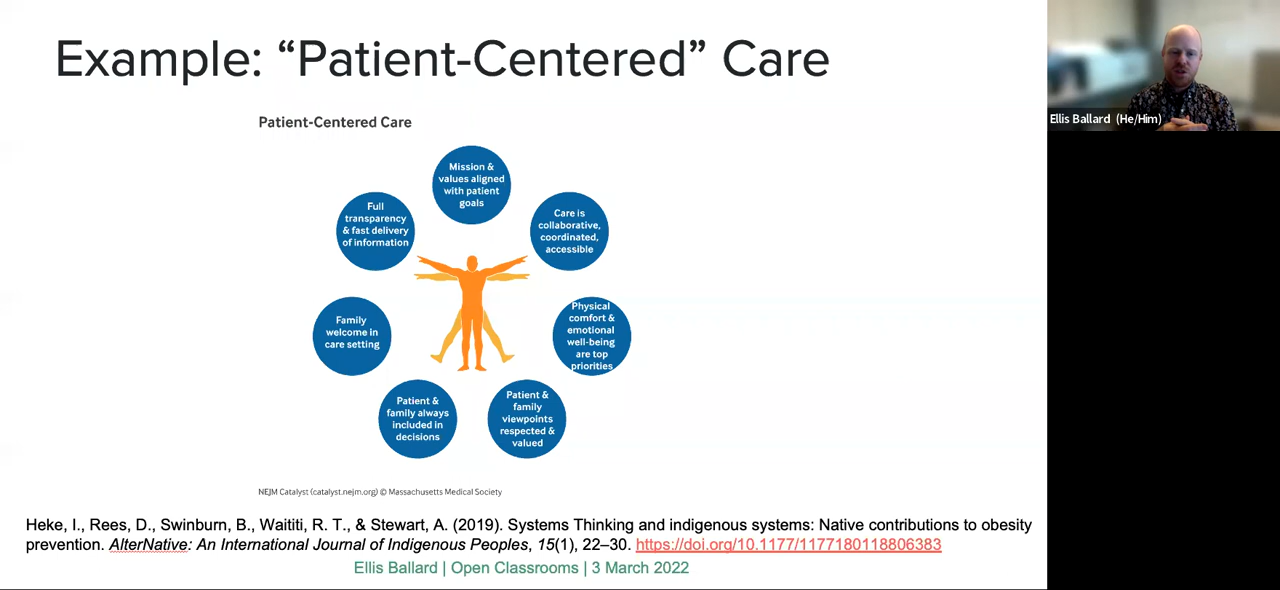 Example: “Patient-Centered” Care
Patient-Centered Care
Mission &
values aligned
with patient
goals
Care is
collaborative,
coordinated,
accessible
Physical
comfort &
emotional
well-being
are top
priorities
Patient &
family
viewpoints
respected &
valued
Patient &
family always
included in
decisions
Family
welcome in
care setting
Full
transparency
& fast delivery
of information
NEJM Catalyst (catalyst.nejm.org) © Massachusetts Medical Society
Heke, I., Rees, D., Swinburn, B., Waititi, R. T., & Stewart, A. (2019). Systems Thinking and indigenous systems: Native contributions to obesity
prevention. AlterNative: An International Journal of Indigenous Peoples, 15(1), 22–30. https://doi.org/10.1177/1177180118806383
Ellis Ballard | Open Classrooms | 3 March 2022
Ellis Ballard (He/Him)